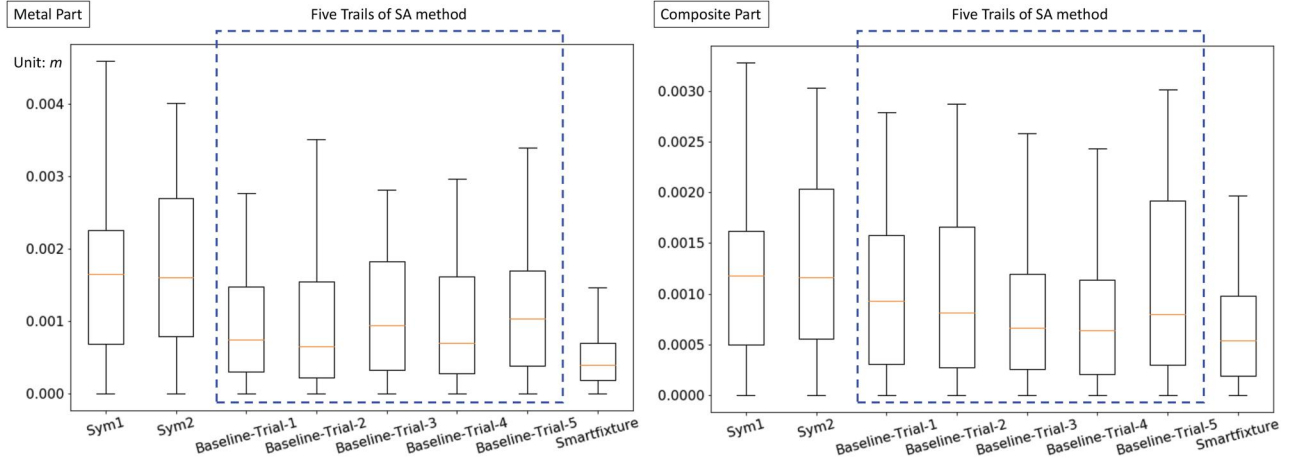 Metal Part
Five Trails of SA method
Unit: m
0.004
0.003
0.002
0.001
0.000
Sym1
Sym2
Baseline-Trial-1
Baseline-Trial-2
Baseline-Trial-3
Baseline-Trial-4
Baseline-Trial-5
Smartfixture
Composite Part
Five Trails of SA method
0.0030
0.0025
0.0020
0.0015
0.0010
0.0005
0.0000
Sym1
Sym2
Baseline-Trial-1
Baseline-Trial-2
Baseline-Trial-3
Baseline-Trial-4
Baseline-Trial-5
Smartfixture